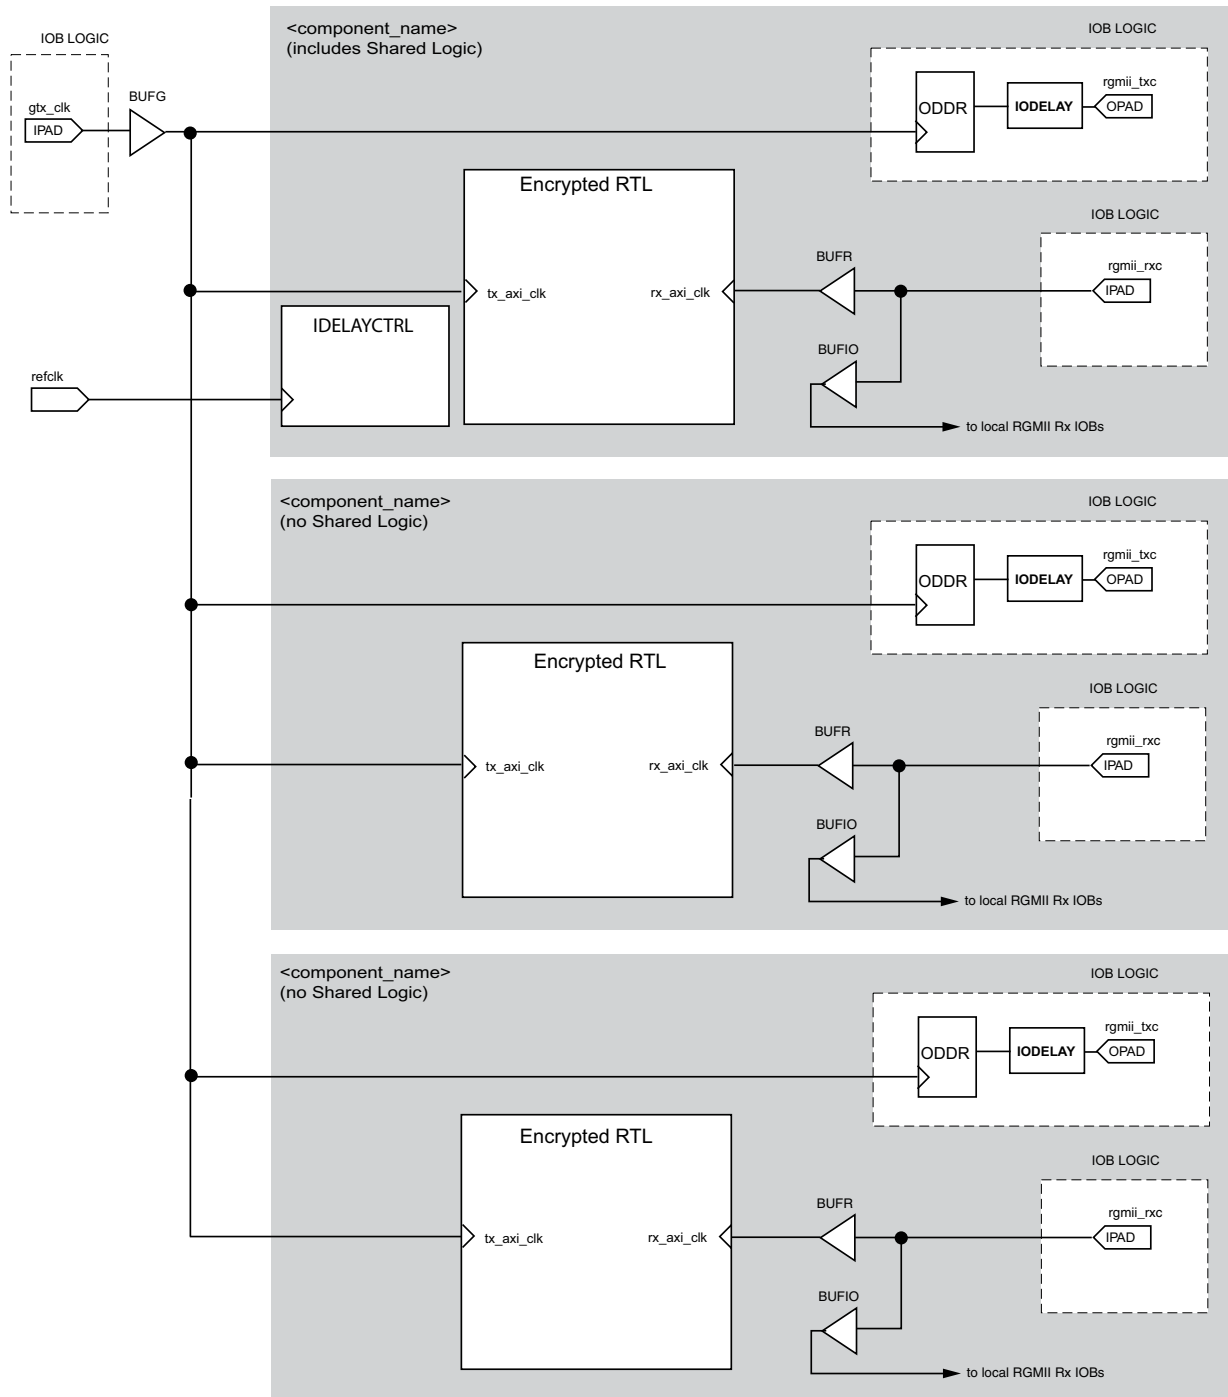 IOB LOGIC
gtx_clk
IPAD
BUFG
refclk
<component_name>
(includes Shared Logic)
IOB LOGIC
ODDR
IODELAY
rgmii_txc
OPAD
Encrypted RTL
tx_axi_clk
rx_axi_clk
IDELAYCTRL
BUFR
BUFIO
IOB LOGIC
rgmii_rxc
IPAD
to local RGMII Rx IOBs
<component_name>
(no Shared Logic)
IOB LOGIC
ODDR
IODELAY
rgmii_txc
OPAD
Encrypted RTL
tx_axi_clk
rx_axi_clk
BUFR
BUFIO
IOB LOGIC
rgmii_rxc
IPAD
to local RGMII Rx IOBs
<component_name>
(no Shared Logic)
IOB LOGIC
ODDR
IODELAY
rgmii_txc
OPAD
Encrypted RTL
tx_axi_clk
rx_axi_clk
BUFR
BUFIO
IOB LOGIC
rgmii_rxc
IPAD
to local RGMII Rx IOBs